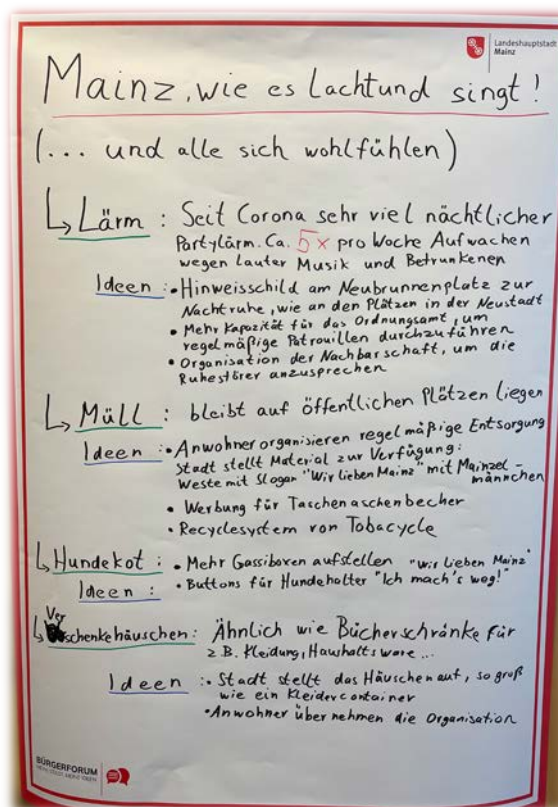 Landeshauptstadt
Mainz
Mainz, wie es lacht und singt!
(... und alle sich wohlfühlen)
↳ Lärm : Seit Corona sehr viel nächtlicher
Partylärm. Ca. 5x pro Woche Aufwachen
wegen lauter Musik und Betrunkenen
Ideen : • Hinweisschild am Neubrunnenplatz zur
Nachtruhe, wie an den Plätzen in der Neustadt
• Mehr Kapazität für das Ordnungsamt, um
regelmäßige Patrouillen durchzuführen
• Organisation der Nachbarschaft, um die
Ruhestörer anzusprechen
↳ Müll : bleibt auf öffentlichen Plätzen liegen
Ideen : • Anwohner organisieren regelmäßige Entsorgung
Stadt stellt Material zur Verfügung:
Weste mit Slogan "Wir lieben Mainz" mit Mainzel-
männchen
• Werbung für Taschenaschenbecher
• Recyclesystem von Tobacycle
↳ Hundekot : • Mehr Gassiboxen aufstellen "Wir lieben Mainz"
Ideen : • Buttons für Hundehalter "Ich mach's weg!"
↳ Verschenkehäuschen: Ähnlich wie Bücherschränke für
z B. Kleidung, Haushaltsware ...
Ideen : • Stadt stellt das Häuschen auf, so groß
wie ein Kleidercontainer
• Anwohner übernehmen die Organisation
BÜRGERFORUM